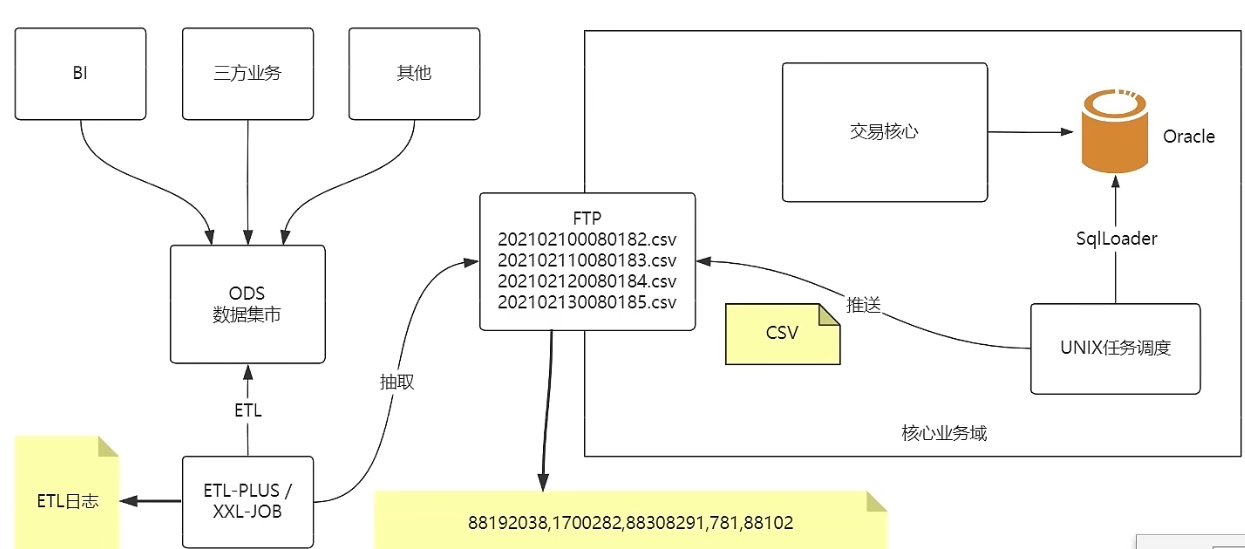 BI
三方业务
其他
交易核心
Oracle
FTP
202102100080182.csv
202102110080183.csv
202102120080184.csv
202102130080185.csv
SqlLoader
ODS
数据集市
推送
CSV
UNIX任务调度
抽取
ETL
核心业务域
ETL日志
ETL-PLUS /
XXL-JOB
88192038,1700282,88308291,781,88102